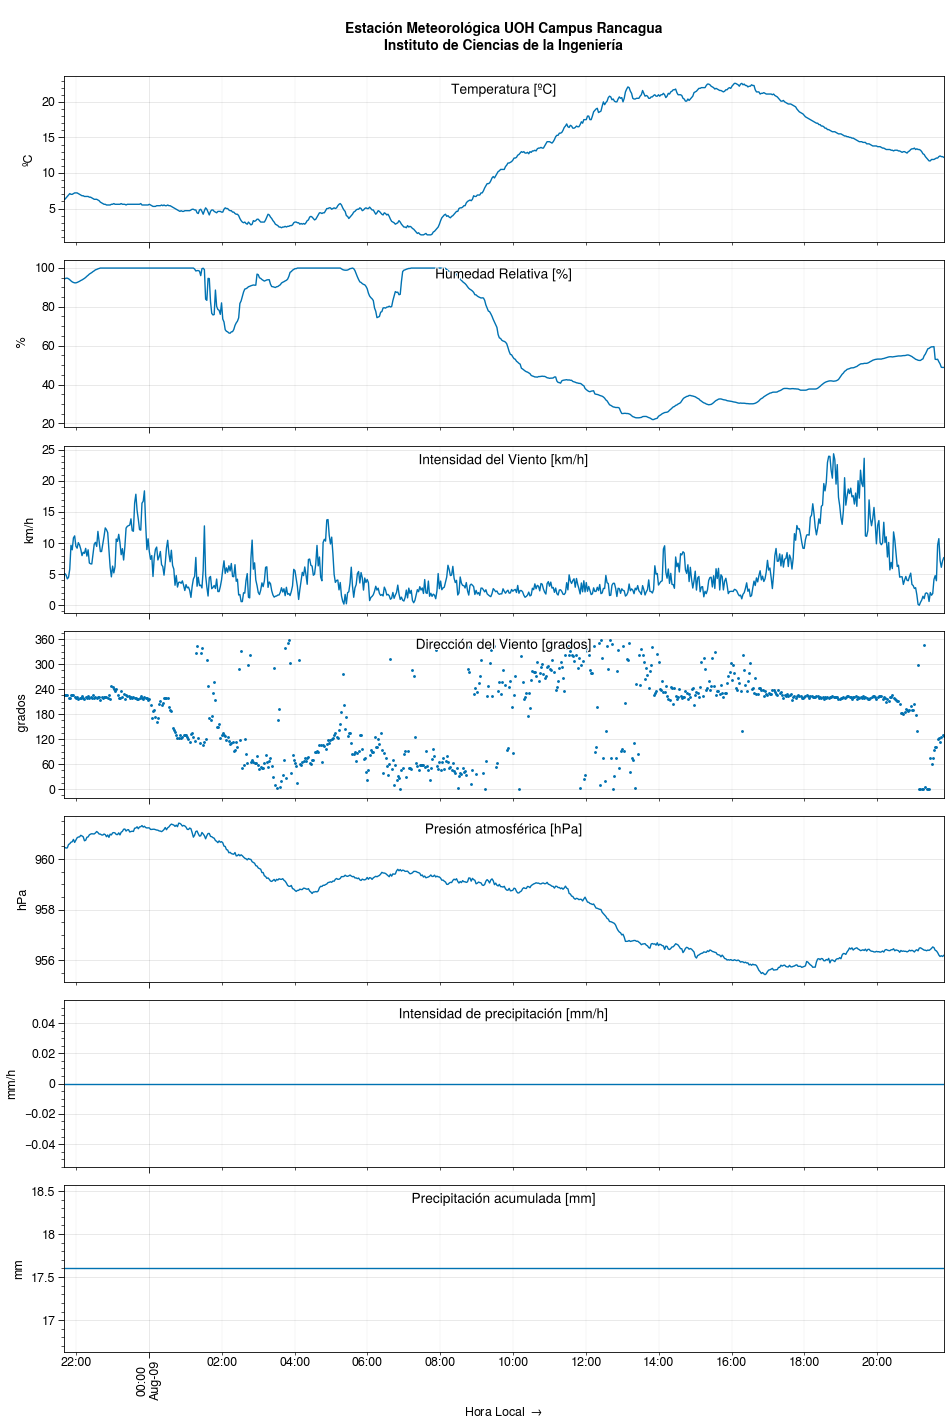 Estación Meteorológica UOH Campus Rancagua
Instituto de Ciencias de la Ingeniería
Temperatura [ºC]
20
15
10
5
ºC
Humedad Relativa [%]
100
80
60
40
20
%
Intensidad del Viento [km/h]
25
20
15
10
5
0
km/h
Dirección del Viento [grados]
360
300
240
180
120
60
0
grados
Presión atmosférica [hPa]
960
958
956
hPa
Intensidad de precipitación [mm/h]
0.04
0.02
0
−0.02
−0.04
mm/h
Precipitación acumulada [mm]
18.5
18
17.5
17
mm
22:00
00:00
Aug-09
02:00
04:00
06:00
08:00
10:00
12:00
14:00
16:00
18:00
20:00
Hora Local →